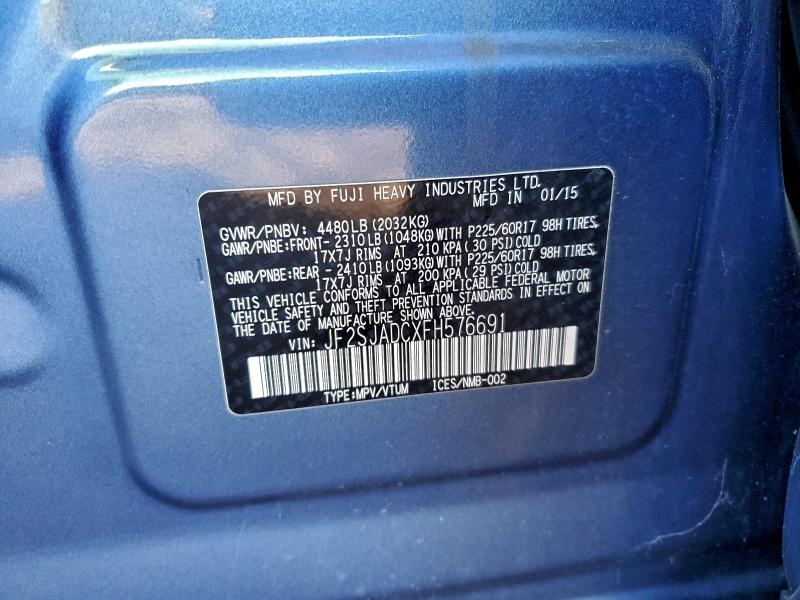 MFD BY FUJI HEAVY INDUSTRIES LTD.
MFD IN 01/15
GVWR/PNBV: 4480LB (2032KG)
GAWR/PNBE:FRONT- 2310LB (1048KG)WITH P225/60R17 98H TIRES,
17X7J RIMS AT 210 KPA( 30 PSI)COLD
GAWR/PNBE:REAR - 2410LB (1093KG)WITH P225/60R17 98H TIRES,
17X7J RIMS AT 200 KPA( 29 PSI)COLD
THIS VEHICLE CONFORMS TO ALL APPLICABLE FEDERAL MOTOR
VEHICLE SAFETY AND THEFT PREVENTION STANDARDS IN EFFECT ON
THE DATE OF MANUFACTURE SHOWN ABOVE.
VIN: JF2SJADCXFH576691
TYPE:MPV/VTUM ICES/NMB-002